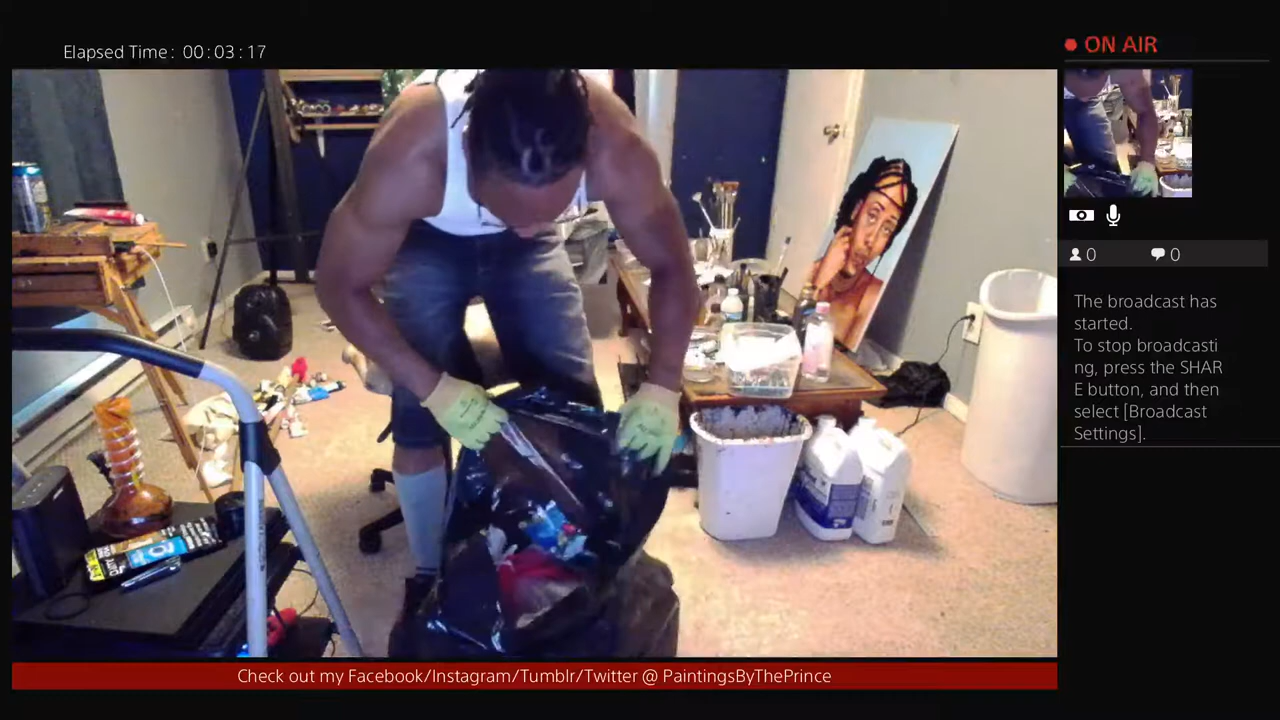 Elapsed Time: 00:03:17
ON AIR
0
0
The broadcast has
started.
To stop broadcasti
ng, press the SHAR
E button, and then
select [Broadcast
Settings].
Check out my Facebook/Instagram/Tumblr/Twitter @ PaintingsByThePrince